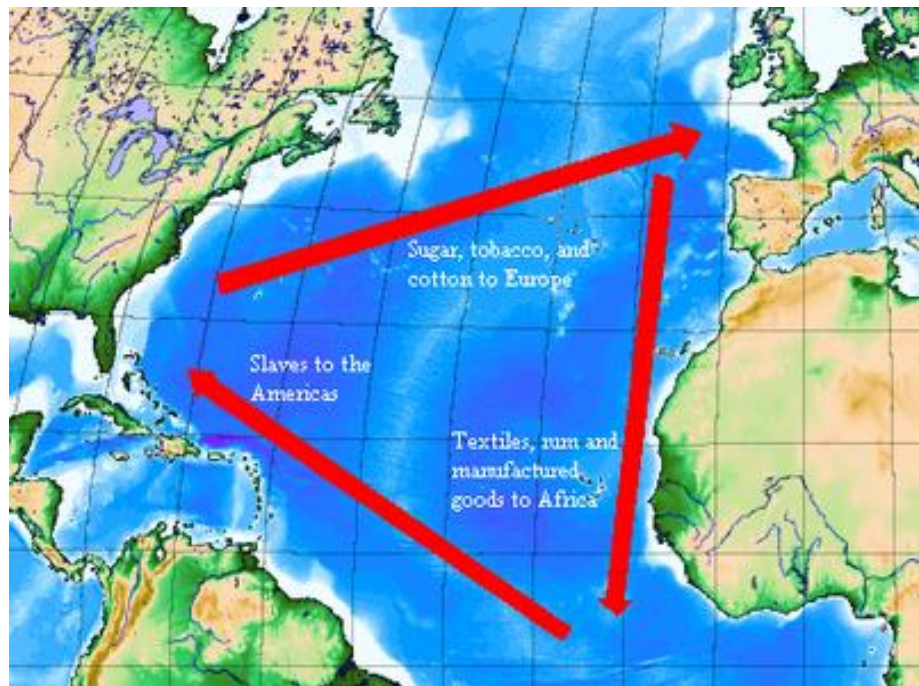 Sugar, tobacco, and
cotton to Europe
Slaves to the
Americas
Textiles, rum and
manufactured
goods to Africa